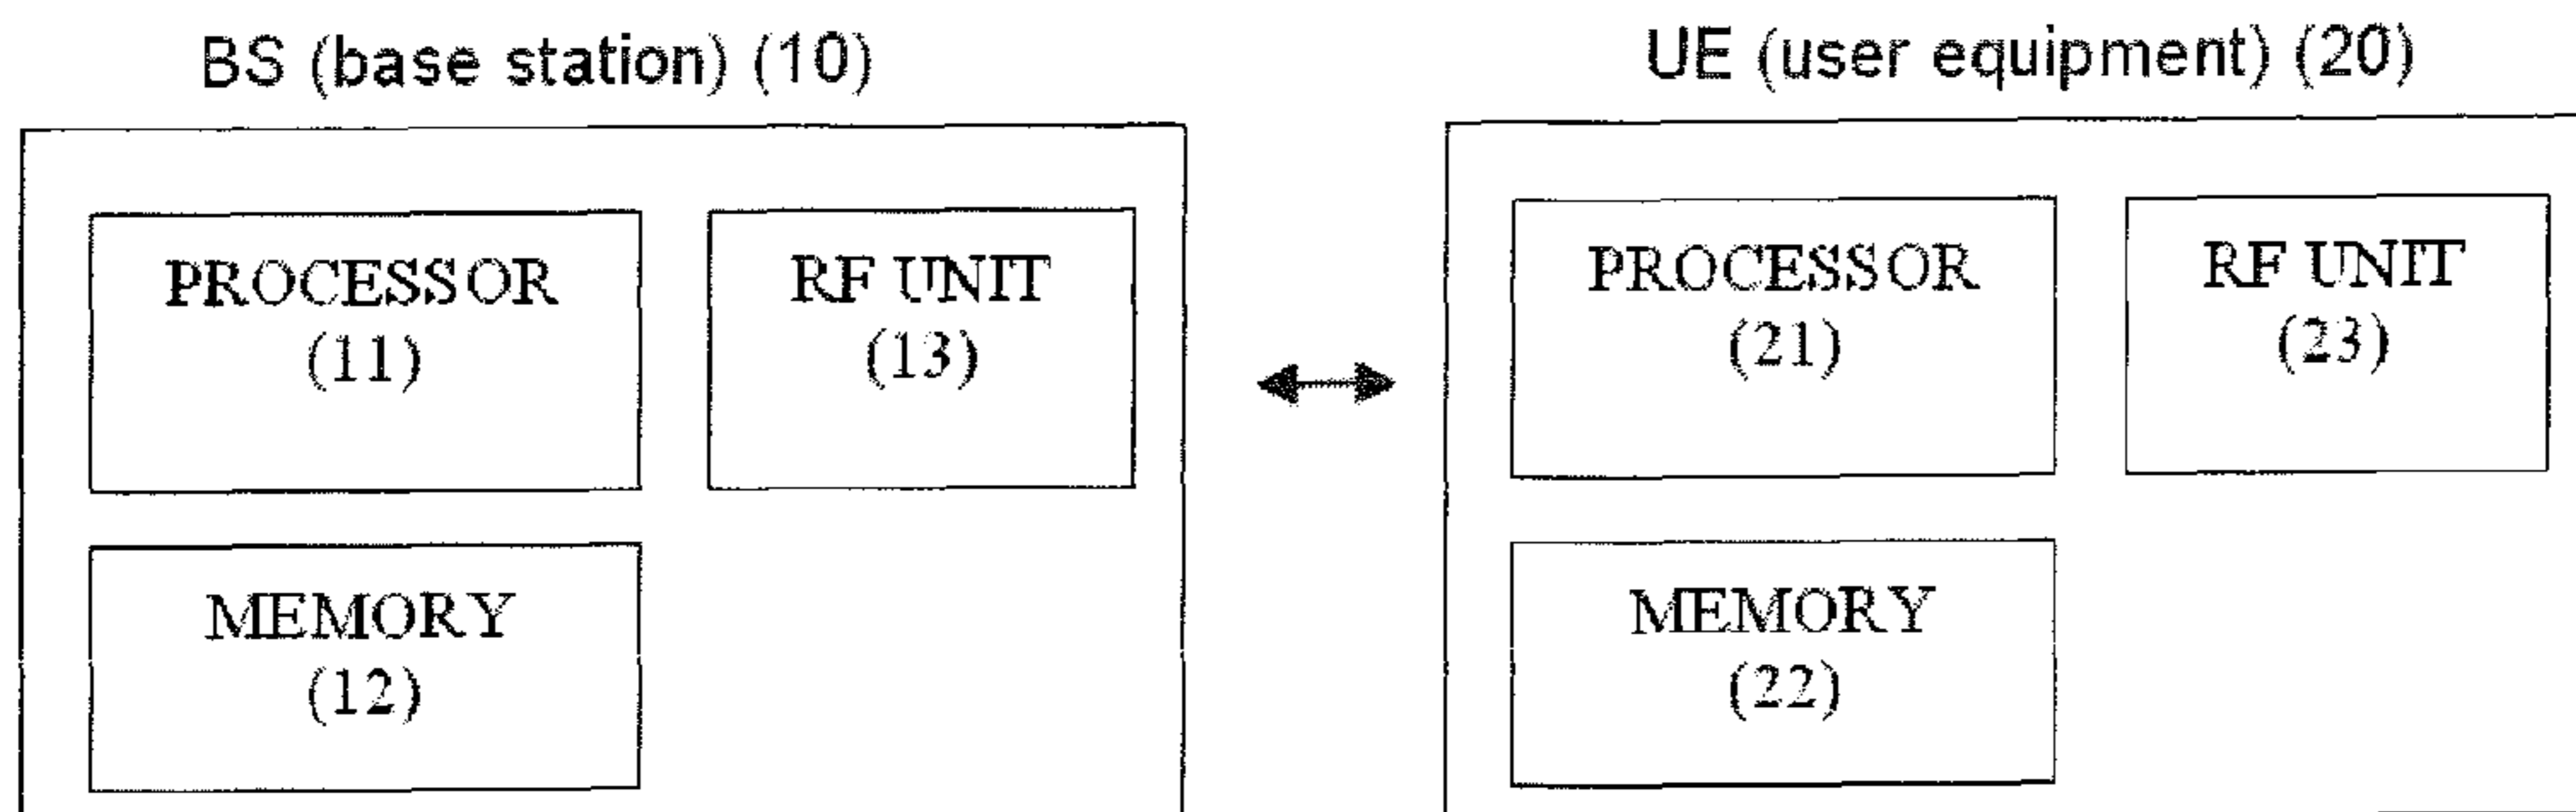 BS (base station) (10)
PROCESSOR
(11)
RF UNIT
(13)
MEMORY
(12)
UE (user equipment) (20)
PROCESSOR
(21)
RF UNIT
(23)
MEMORY
(22)